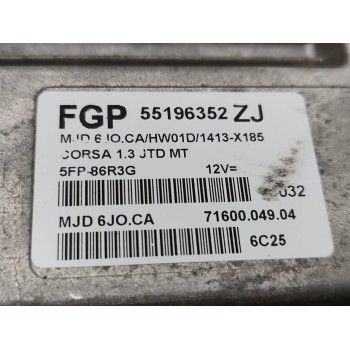 FGP 55196352 ZJ
MJD 6JO.CA/HW01D/1413-X185
CORSA 1.3 JTD MT
5FP 86R3G 12V=
032
MJD 6JO.CA 71600.049.04
6C25